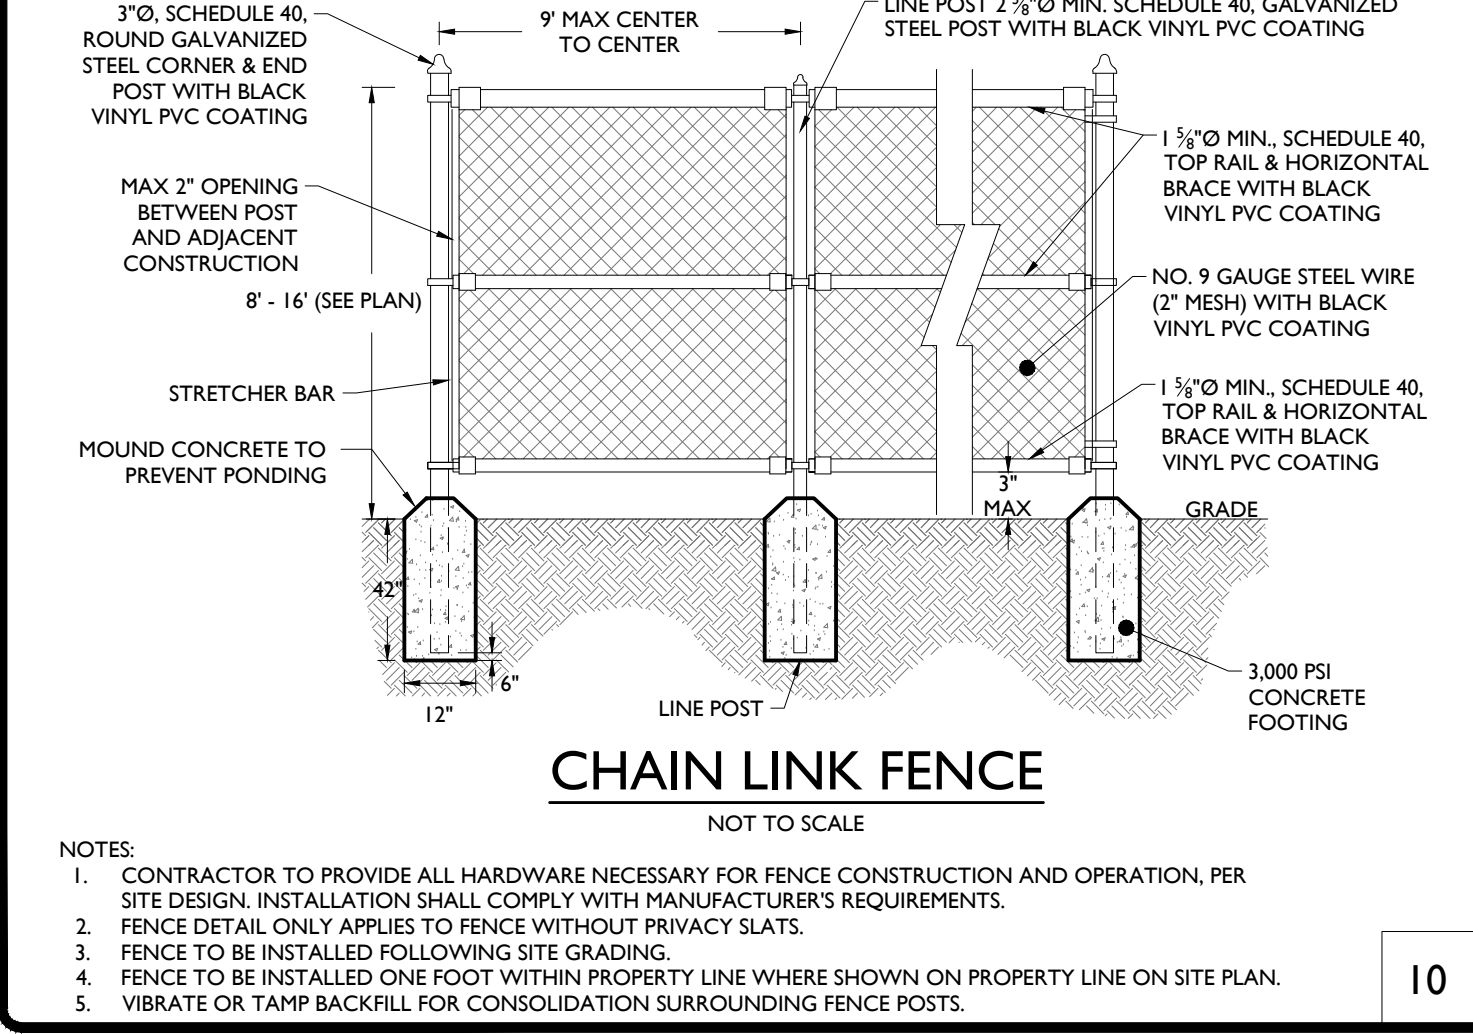 3"Ø, SCHEDULE 40,
ROUND GALVANIZED
STEEL CORNER & END
POST WITH BLACK
VINYL PVC COATING
9' MAX CENTER
TO CENTER
LINE POST 2 ⅜"Ø MIN. SCHEDULE 40, GALVANIZED
STEEL POST WITH BLACK VINYL PVC COATING
MAX 2" OPENING
BETWEEN POST
AND ADJACENT
CONSTRUCTION
8' - 16' (SEE PLAN)
STRETCHER BAR
MOUND CONCRETE TO
PREVENT PONDING
1 ⅝"Ø MIN., SCHEDULE 40,
TOP RAIL & HORIZONTAL
BRACE WITH BLACK
VINYL PVC COATING
NO. 9 GAUGE STEEL WIRE
(2" MESH) WITH BLACK
VINYL PVC COATING
1 ⅝"Ø MIN., SCHEDULE 40,
TOP RAIL & HORIZONTAL
BRACE WITH BLACK
VINYL PVC COATING
3"
MAX
GRADE
42"
6"
12"
LINE POST
3,000 PSI
CONCRETE
FOOTING
CHAIN LINK FENCE
NOT TO SCALE
NOTES:
1. CONTRACTOR TO PROVIDE ALL HARDWARE NECESSARY FOR FENCE CONSTRUCTION AND OPERATION, PER
SITE DESIGN. INSTALLATION SHALL COMPLY WITH MANUFACTURER'S REQUIREMENTS.
2. FENCE DETAIL ONLY APPLIES TO FENCE WITHOUT PRIVACY SLATS.
3. FENCE TO BE INSTALLED FOLLOWING SITE GRADING.
4. FENCE TO BE INSTALLED ONE FOOT WITHIN PROPERTY LINE WHERE SHOWN ON PROPERTY LINE ON SITE PLAN.
5. VIBRATE OR TAMP BACKFILL FOR CONSOLIDATION SURROUNDING FENCE POSTS.
10